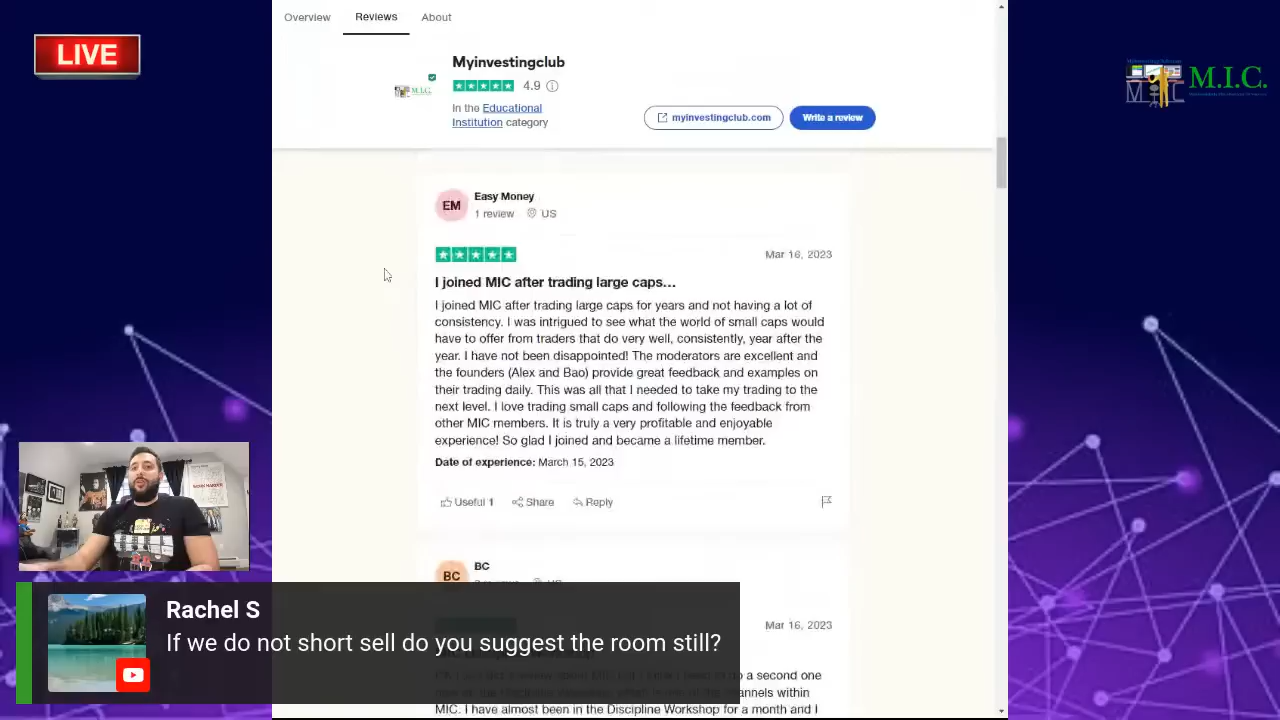 Overview Reviews About
LIVE
Myinvestingclub
4.9
In the Educational
Institution category
myinvestingclub.com
Write a review
M.I.C.
Easy Money
EM
1 review US
Mar 16, 2023
I joined MIC after trading large caps…
I joined MIC after trading large caps for years and not having a lot of
consistency. I was intrigued to see what the world of small caps would
have to offer from traders that do very well, consistently, year after the
year. I have not been disappointed! The moderators are excellent and
the founders (Alex and Bao) provide great feedback and examples on
their trading daily. This was all that I needed to take my trading to the
next level. I love trading small caps and following the feedback from
other MIC members. It is truly a very profitable and enjoyable
experience! So glad I joined and became a lifetime member.
Date of experience: March 15, 2023
Useful 1 Share Reply
BC
BC
Mar 16, 2023
Rachel S
If we do not short sell do you suggest the room still?
a second one
annels within
MIC. I have almost been in the Discipline Workshop for a month and I